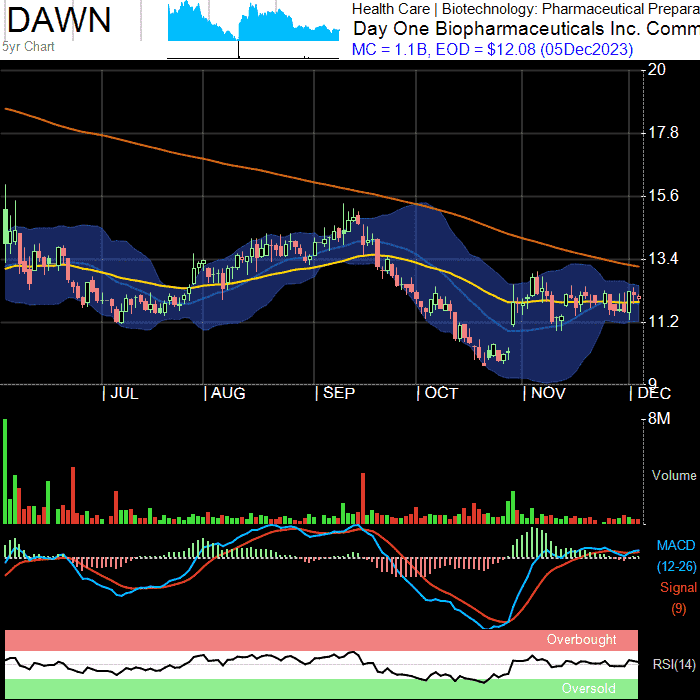 DAWN
5yr Chart
Health Care | Biotechnology: Pharmaceutical Prepara
Day One Biopharmaceuticals Inc. Comm
MC = 1.1B, EOD = $12.08 (05Dec2023)
20
17.8
15.6
13.4
11.2
9
| JUL | AUG | SEP | OCT | NOV | DEC
8M
Volume
MACD
(12-26)
Signal
(9)
Overbought
RSI(14)
Oversold